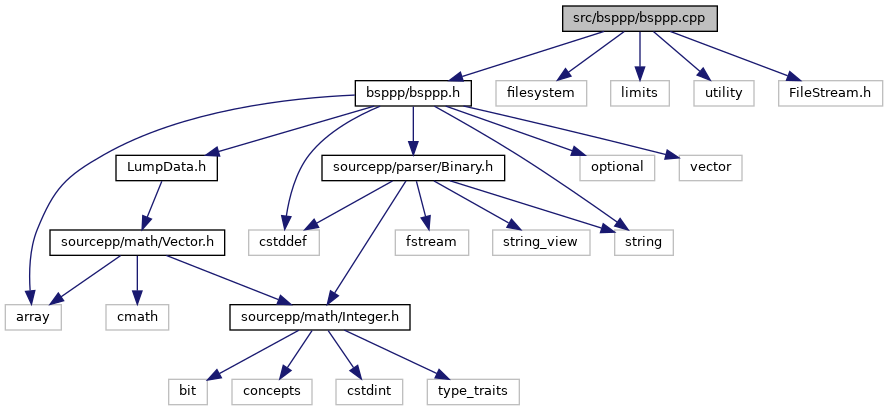 src/bsppp/bsppp.cpp
bsppp/bsppp.h
filesystem
limits
utility
FileStream.h
LumpData.h
sourcepp/parser/Binary.h
optional
vector
sourcepp/math/Vector.h
cstddef
fstream
string_view
string
array
cmath
sourcepp/math/Integer.h
bit
concepts
cstdint
type_traits